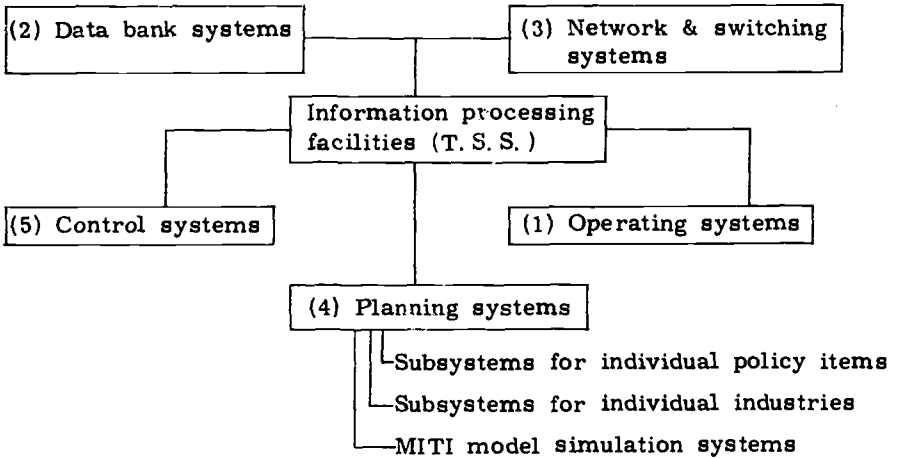 (2) Data bank systems
(3) Network & switching
systems
Information processing
facilities (T. S. S. )
(5) Control systems
(1) Operating systems
(4) Planning systems
Subsystems for individual policy items
Subsystems for individual industries
MITI model simulation systems